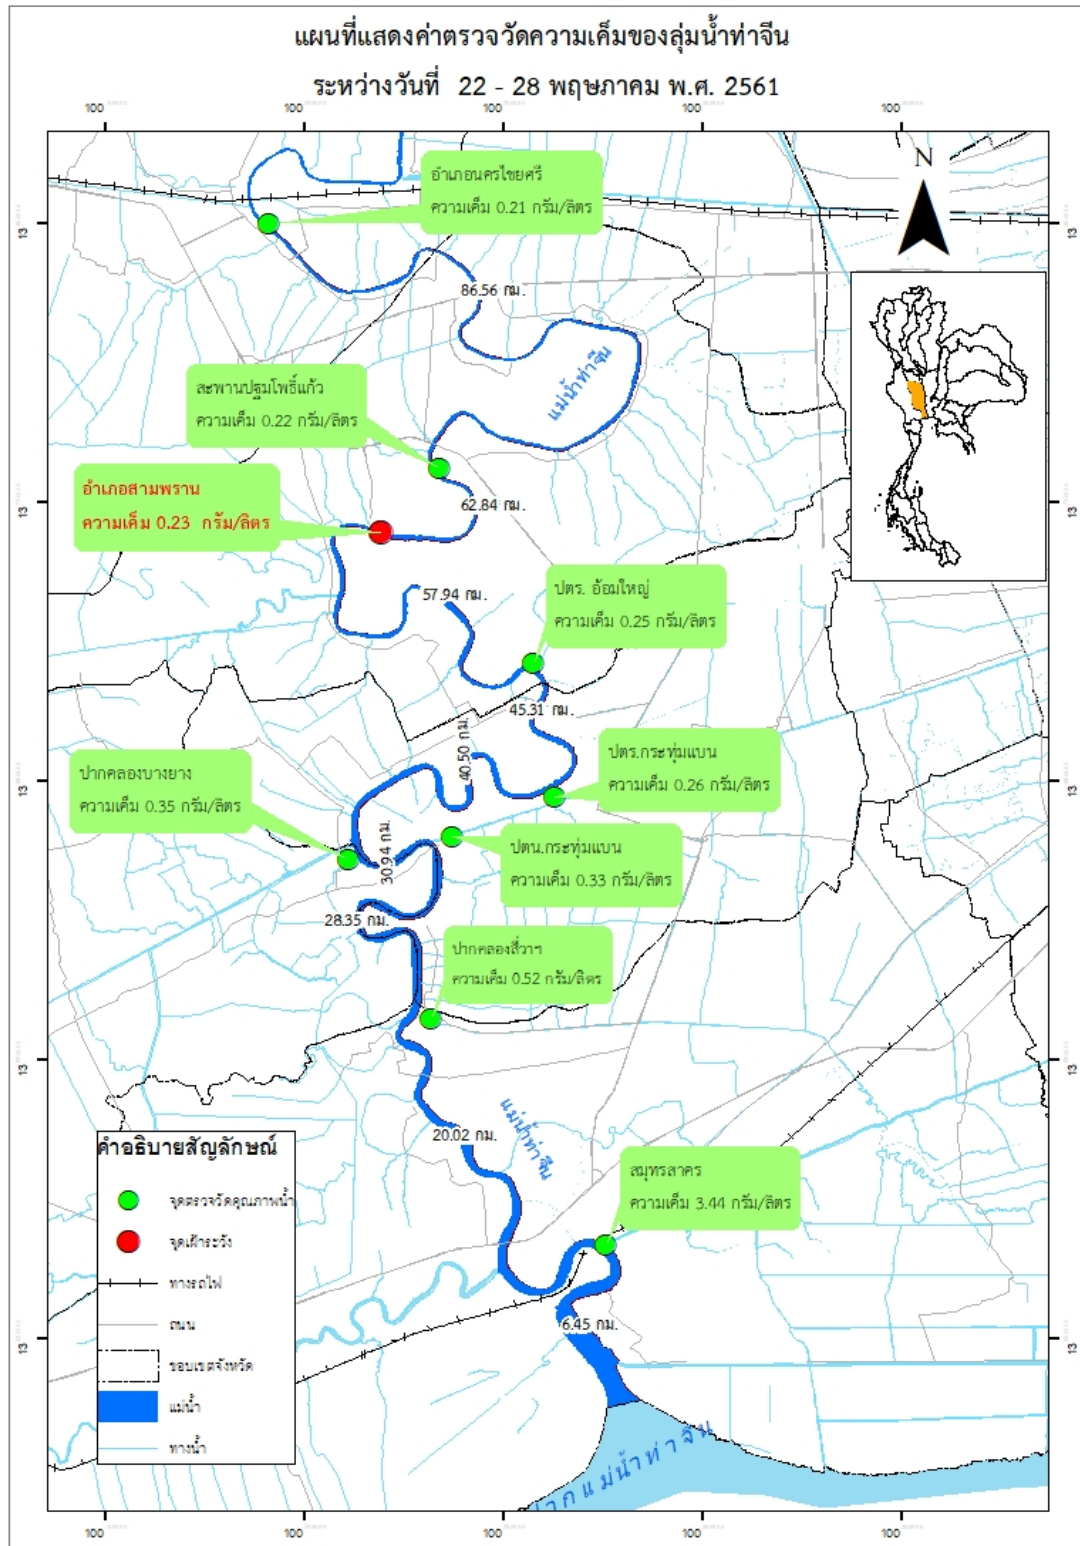 แผนที่แสดงค่าตรวจวัดความเค็มของลุ่มน้ำท่าจีน
ระหว่างวันที่ 22 - 28 พฤษภาคม พ.ศ. 2561
100
100
100
100
100
N
อำเภอนครไชยศรี
ความเค็ม 0.21 กรัม/ลิตร
13
13
86.56 กม.
แม่น้ำท่าจีน
สะพานปฐมโพธิ์แก้ว
ความเค็ม 0.22 กรัม/ลิตร
อำเภอสามพราน
ความเค็ม 0.23 กรัม/ลิตร
62.84 กม.
13
13
57.94 กม.
ปตร. อ้อมใหญ่
ความเค็ม 0.25 กรัม/ลิตร
45.31 กม.
40.50 กม.
ปตร.กระทุ่มแบน
ความเค็ม 0.26 กรัม/ลิตร
ปากคลองบางยาง
ความเค็ม 0.35 กรัม/ลิตร
13
13
30.94 กม.
ปตน.กระทุ่มแบน
ความเค็ม 0.33 กรัม/ลิตร
28.35 กม.
ปากคลองสี่วาฯ
ความเค็ม 0.52 กรัม/ลิตร
13
13
แม่น้ำท่าจีน
20.02 กม.
สมุทรสาคร
ความเค็ม 3.44 กรัม/ลิตร
6.45 กม.
13
13
คำอธิบายสัญลักษณ์
จุดตรวจวัดคุณภาพน้ำ
จุดเฝ้าระวัง
ทางรถไฟ
ถนน
ขอบเขตจังหวัด
แม่น้ำ
ทางน้ำ
ปากแม่น้ำท่าจีน
100
100
100
100
100